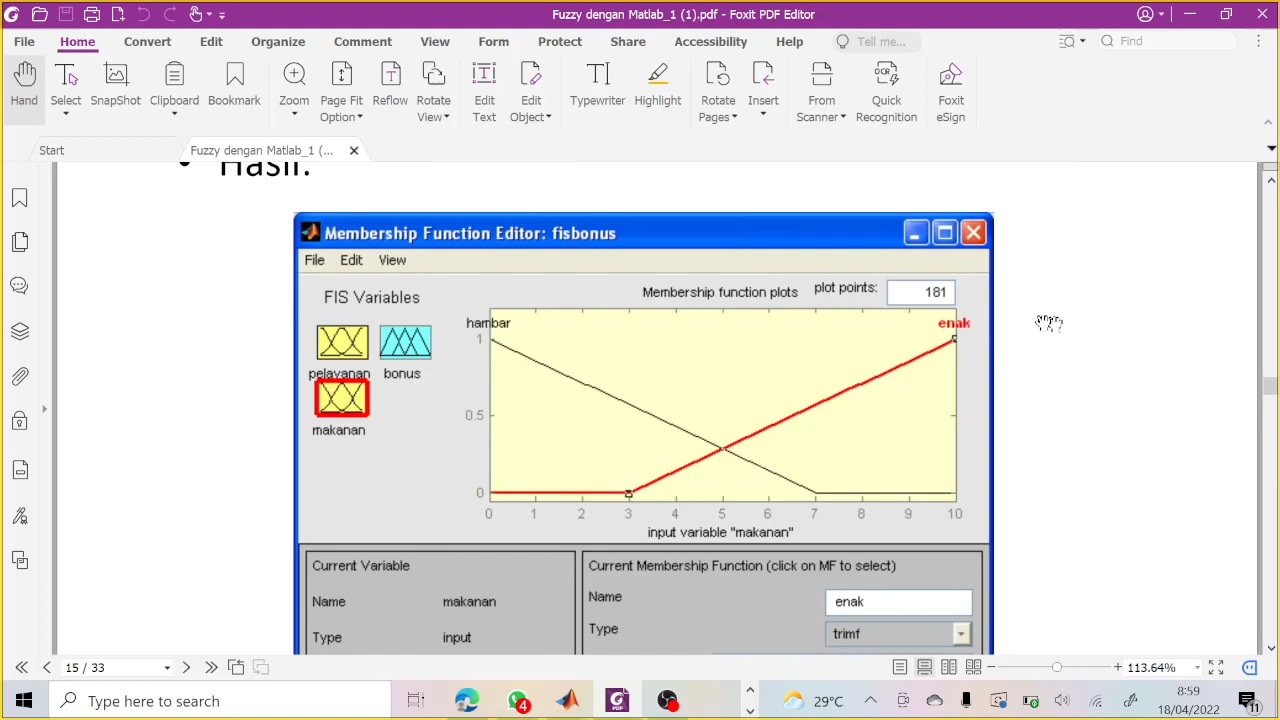 Fuzzy dengan Matlab_1 (1).pdf - Foxit PDF Editor
File Home Convert Edit Organize Comment View Form Protect Share Accessibility Help Tell me... Find
Hand Select SnapShot Clipboard Bookmark Zoom Page Fit Option Reflow Rotate View Edit Text Edit Object Typewriter Highlight Rotate Pages Insert From Scanner Quick Recognition Foxit eSign
Start Fuzzy dengan Matlab_1 (...
• Hasil:
Membership Function Editor: fisbonus
File Edit View
FIS Variables
Membership function plots plot points: 181
pelayanan bonus
makanan
hambar enak
1
0.5
0
0 1 2 3 4 5 6 7 8 9 10
input variable "makanan"
Current Variable
Name makanan
Type input
Current Membership Function (click on MF to select)
Name enak
Type trimf
15 / 33 113.64%
Type here to search 4 29°C 8:59
18/04/2022 11